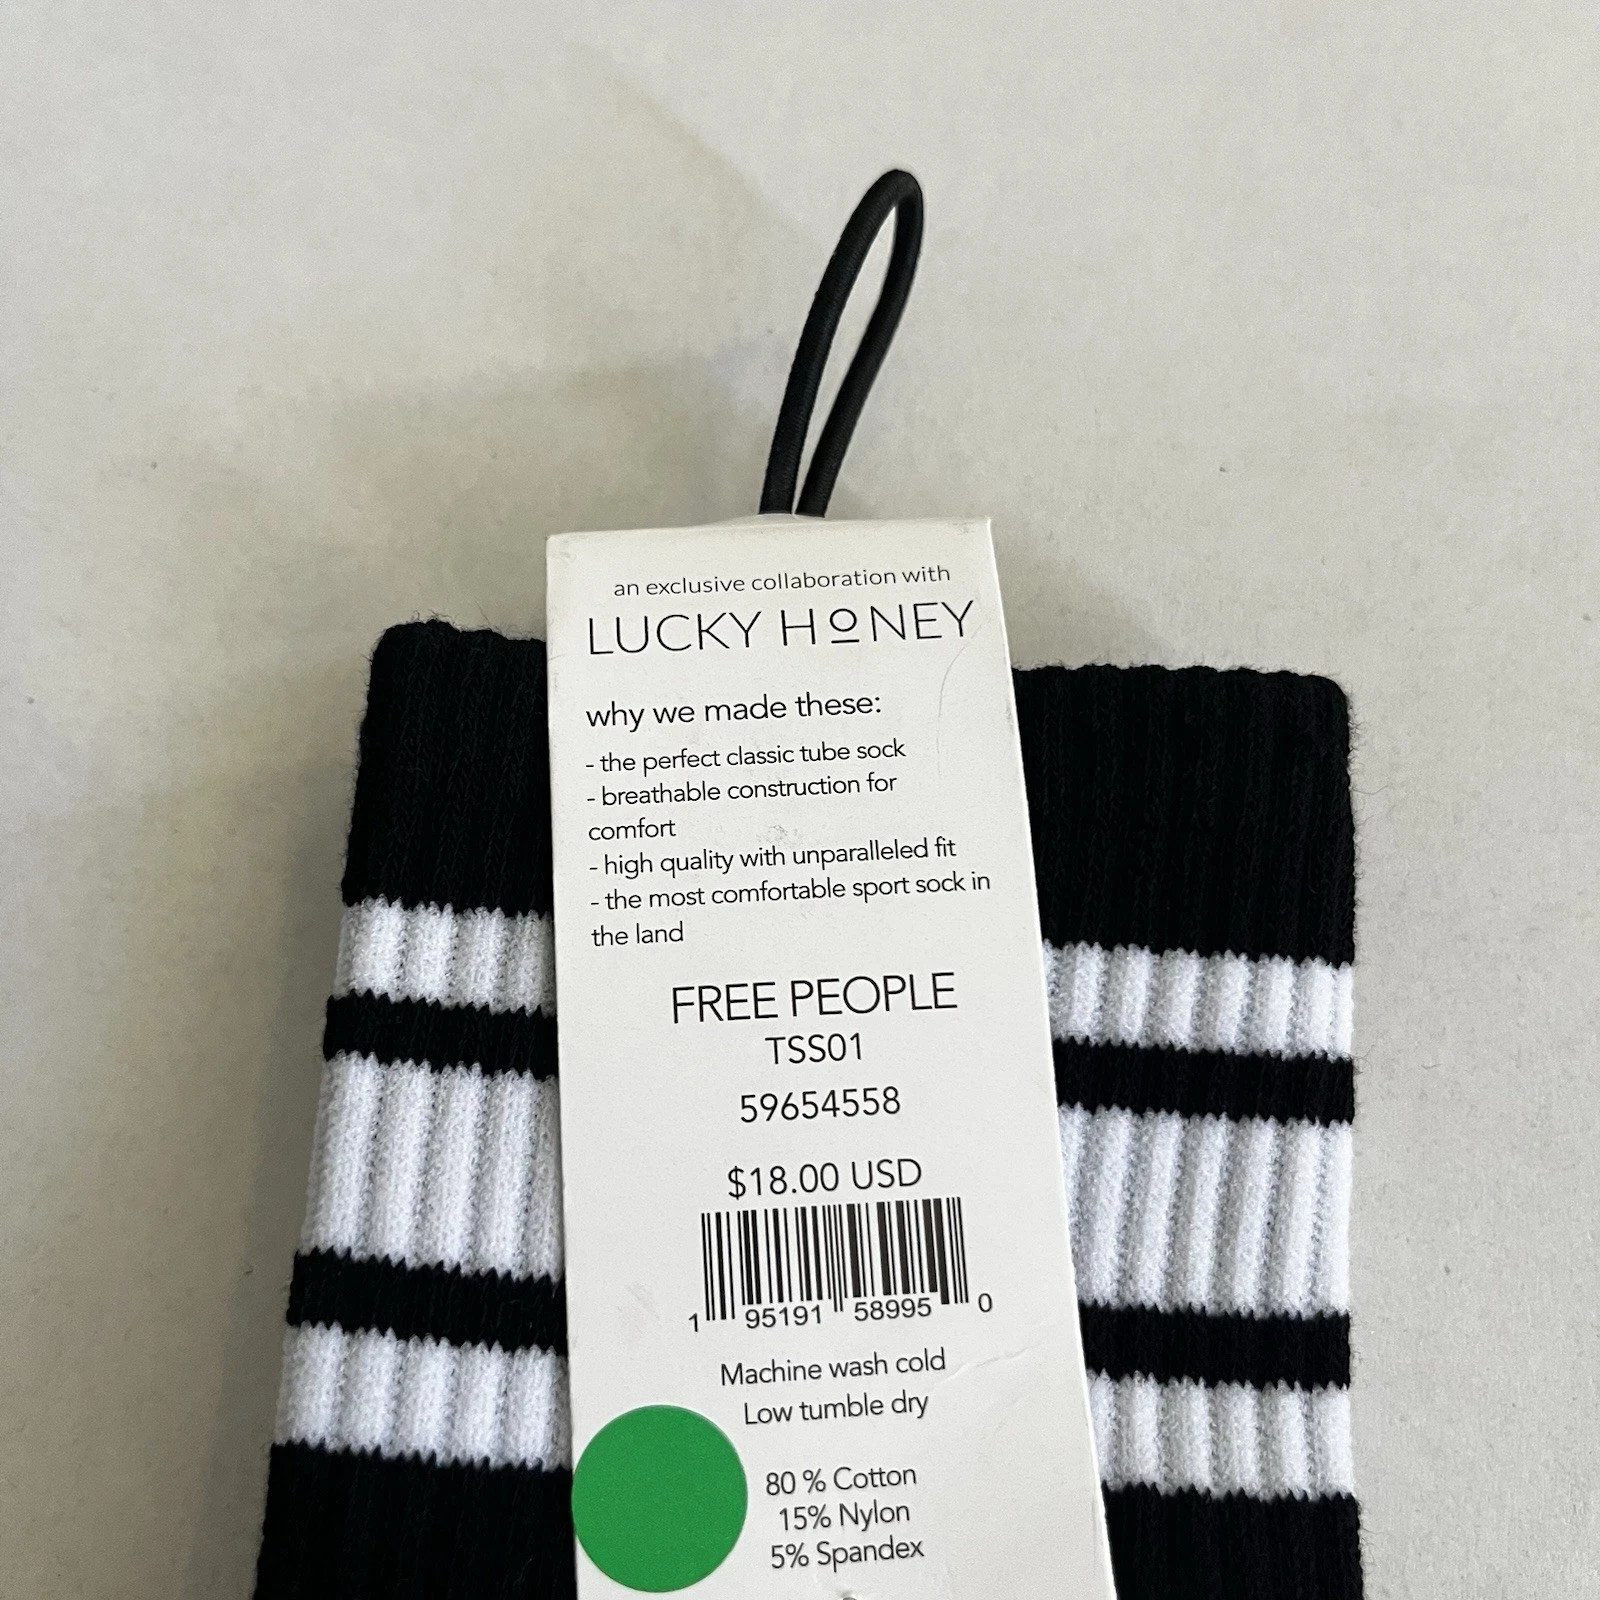 an exclusive collaboration with
LUCKY HONEY
why we made these:
- the perfect classic tube sock
- breathable construction for
comfort
- high quality with unparalleled fit
- the most comfortable sport sock in
the land
FREE PEOPLE
TSS01
59654558
$18.00 USD
1 95191 58995 0
Machine wash cold
Low tumble dry
80 % Cotton
15% Nylon
5% Spandex